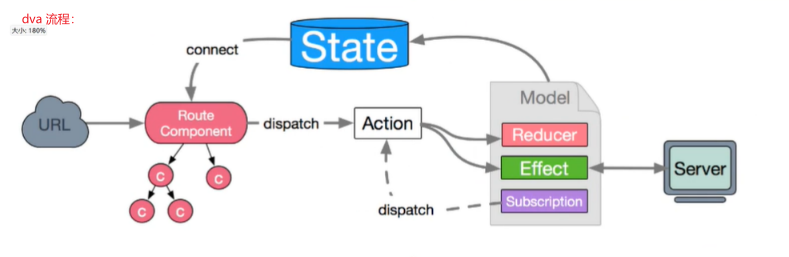 dva 流程:
大小: 180%
State
connect
URL
Route
Component
dispatch
Action
Model
Reducer
Effect
Subscription
Server
dispatch
C
C
C
C